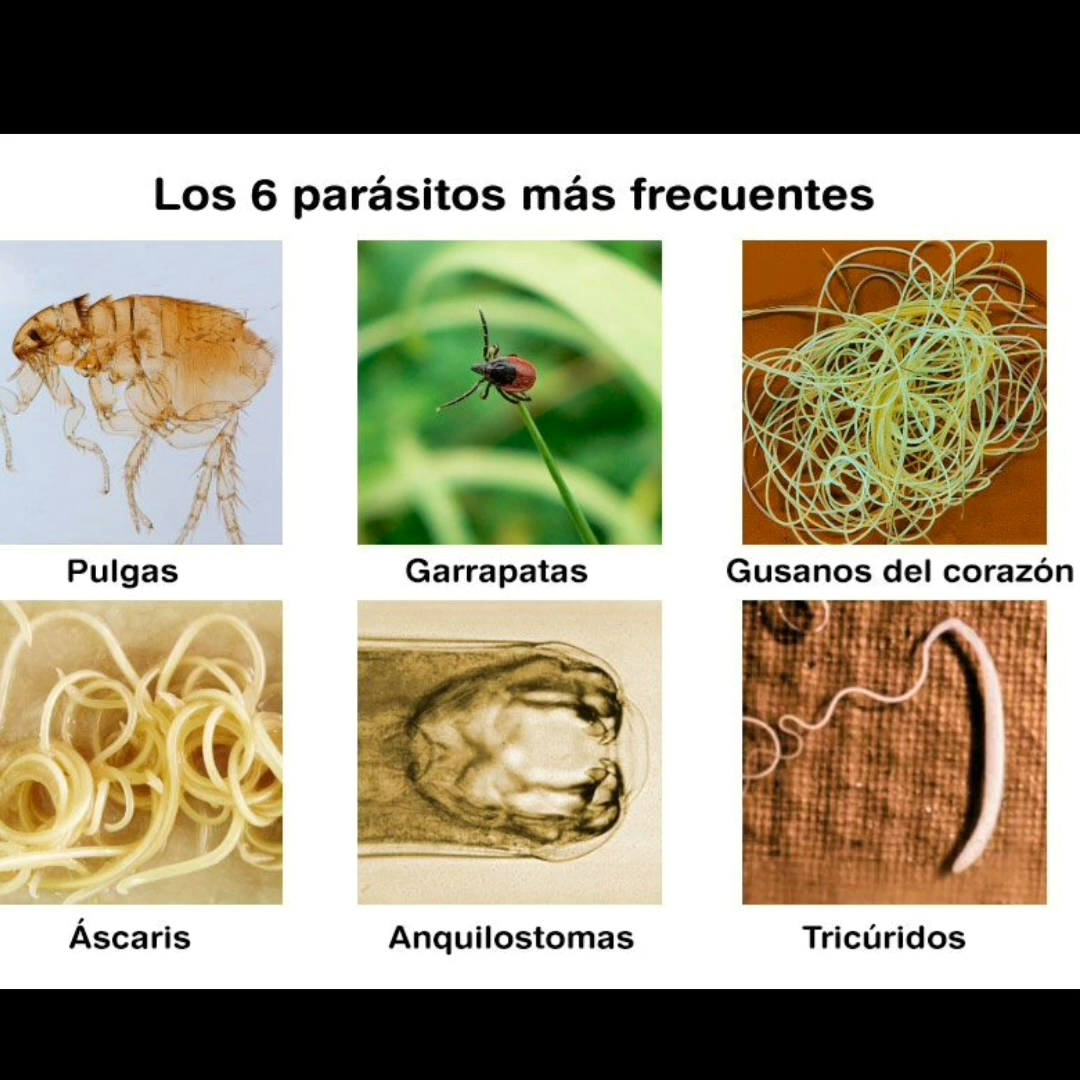 Los 6 parásitos más frecuentes
Pulgas
Garrapatas
Gusanos del corazón
Áscaris
Anquilostomas
Tricúridos